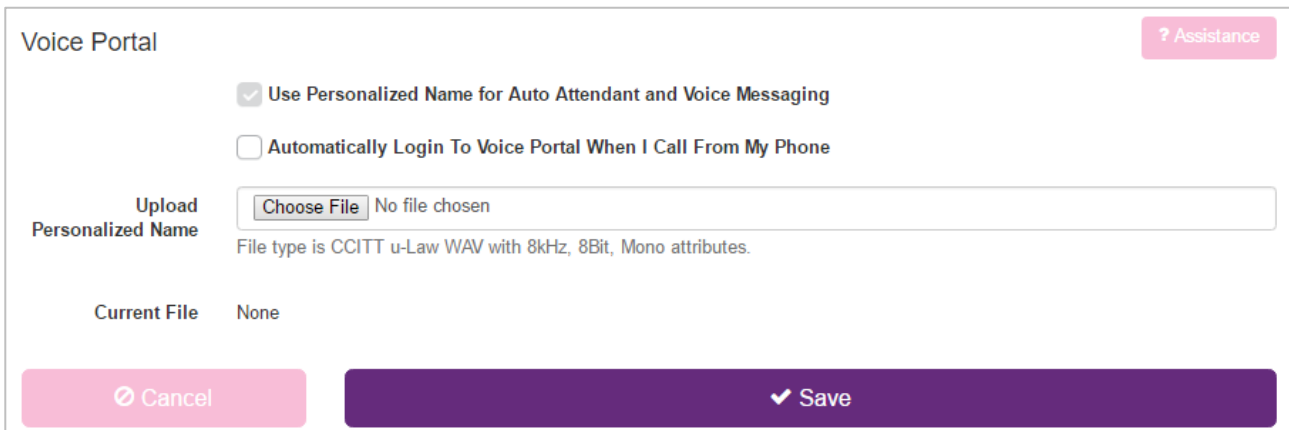 Voice Portal
? Assistance
Use Personalized Name for Auto Attendant and Voice Messaging
Automatically Login To Voice Portal When I Call From My Phone
Upload
Personalized Name
Choose File No file chosen
File type is CCITT u-Law WAV with 8kHz, 8Bit, Mono attributes.
Current File None
Cancel
Save